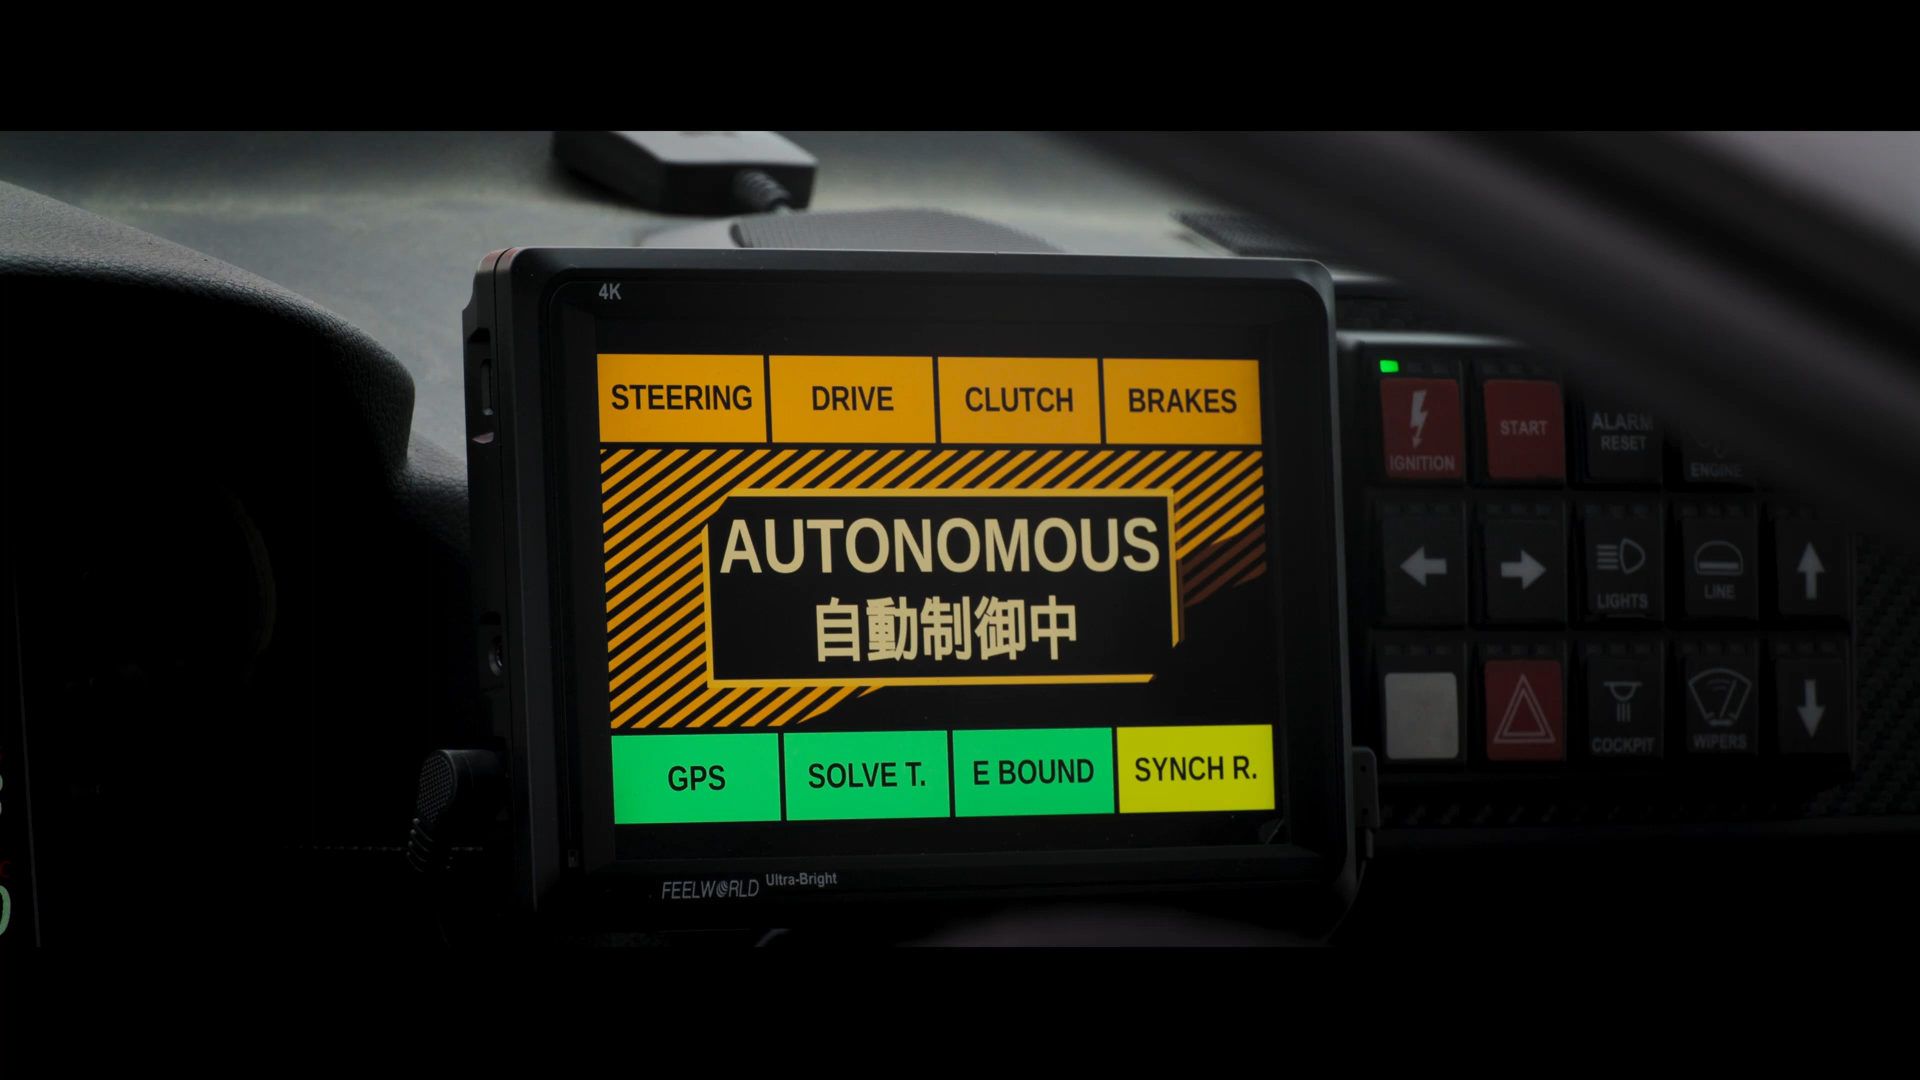 4K
STEERING DRIVE CLUTCH BRAKES
AUTONOMOUS
自動制御中
GPS SOLVE T. E BOUND SYNCH R.
FEELWORLD Ultra-Bright
IGNITION START ALARM RESET ENGINE
LIGHTS LINE
COCKPIT WIPERS